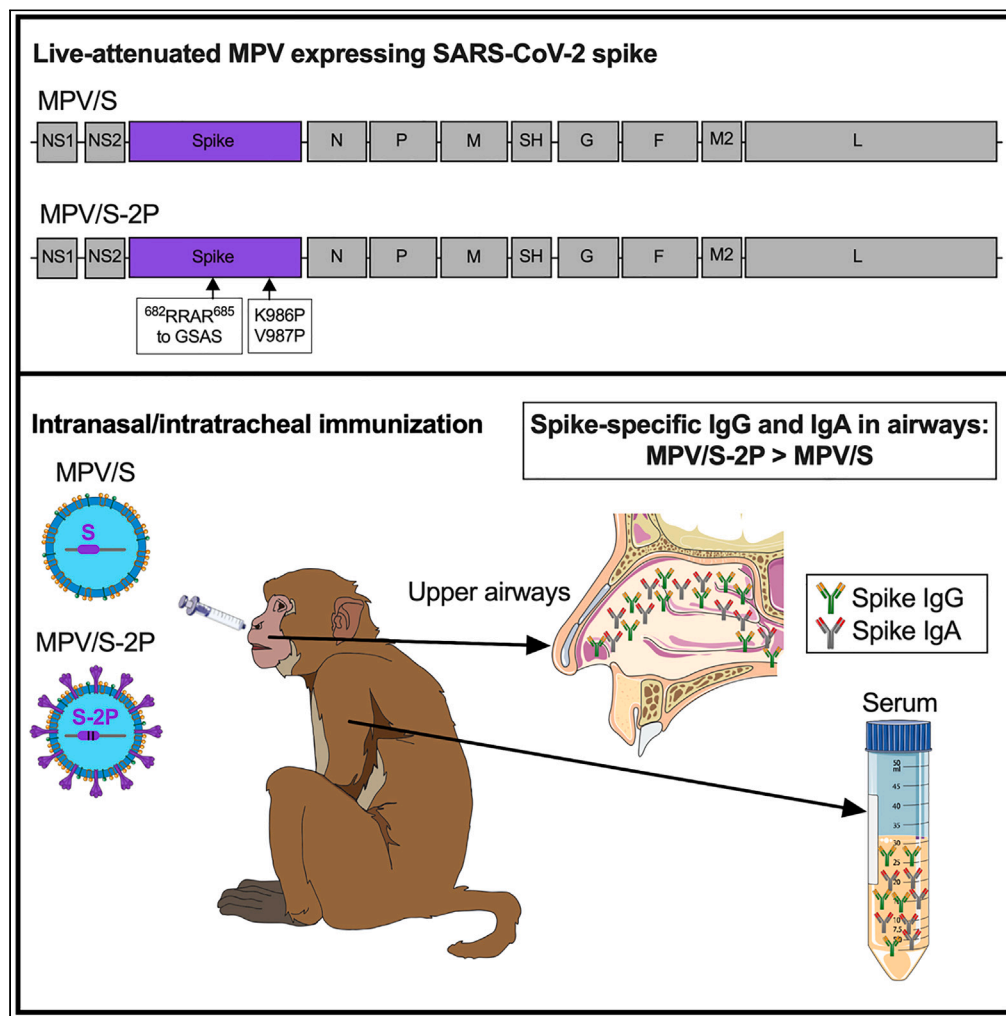 Live-attenuated MPV expressing SARS-CoV-2 spike
MPV/S
NS1 NS2 Spike N P M SH G F M2 L
MPV/S-2P
NS1 NS2 Spike N P M SH G F M2 L
⁶⁸²RRAR⁶⁸⁵
to GSAS
K986P
V987P
Intranasal/intratracheal immunization
Spike-specific IgG and IgA in airways:
MPV/S-2P > MPV/S
MPV/S
S
MPV/S-2P
S-2P
Upper airways
Spike IgG
Spike IgA
Serum
50
ml
45
40
35
30
25
20
10
7.5